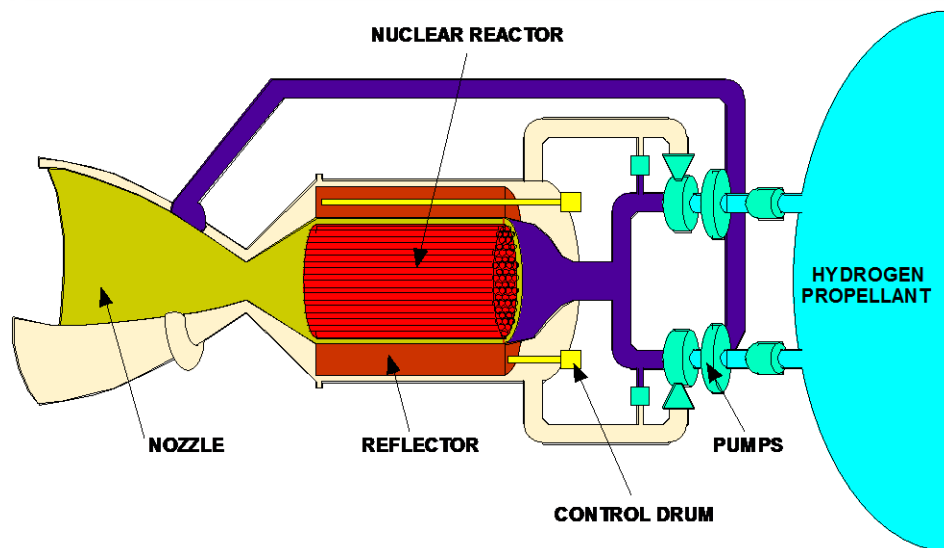 NUCLEAR REACTOR
HYDROGEN
PROPELLANT
NOZZLE
REFLECTOR
PUMPS
CONTROL DRUM